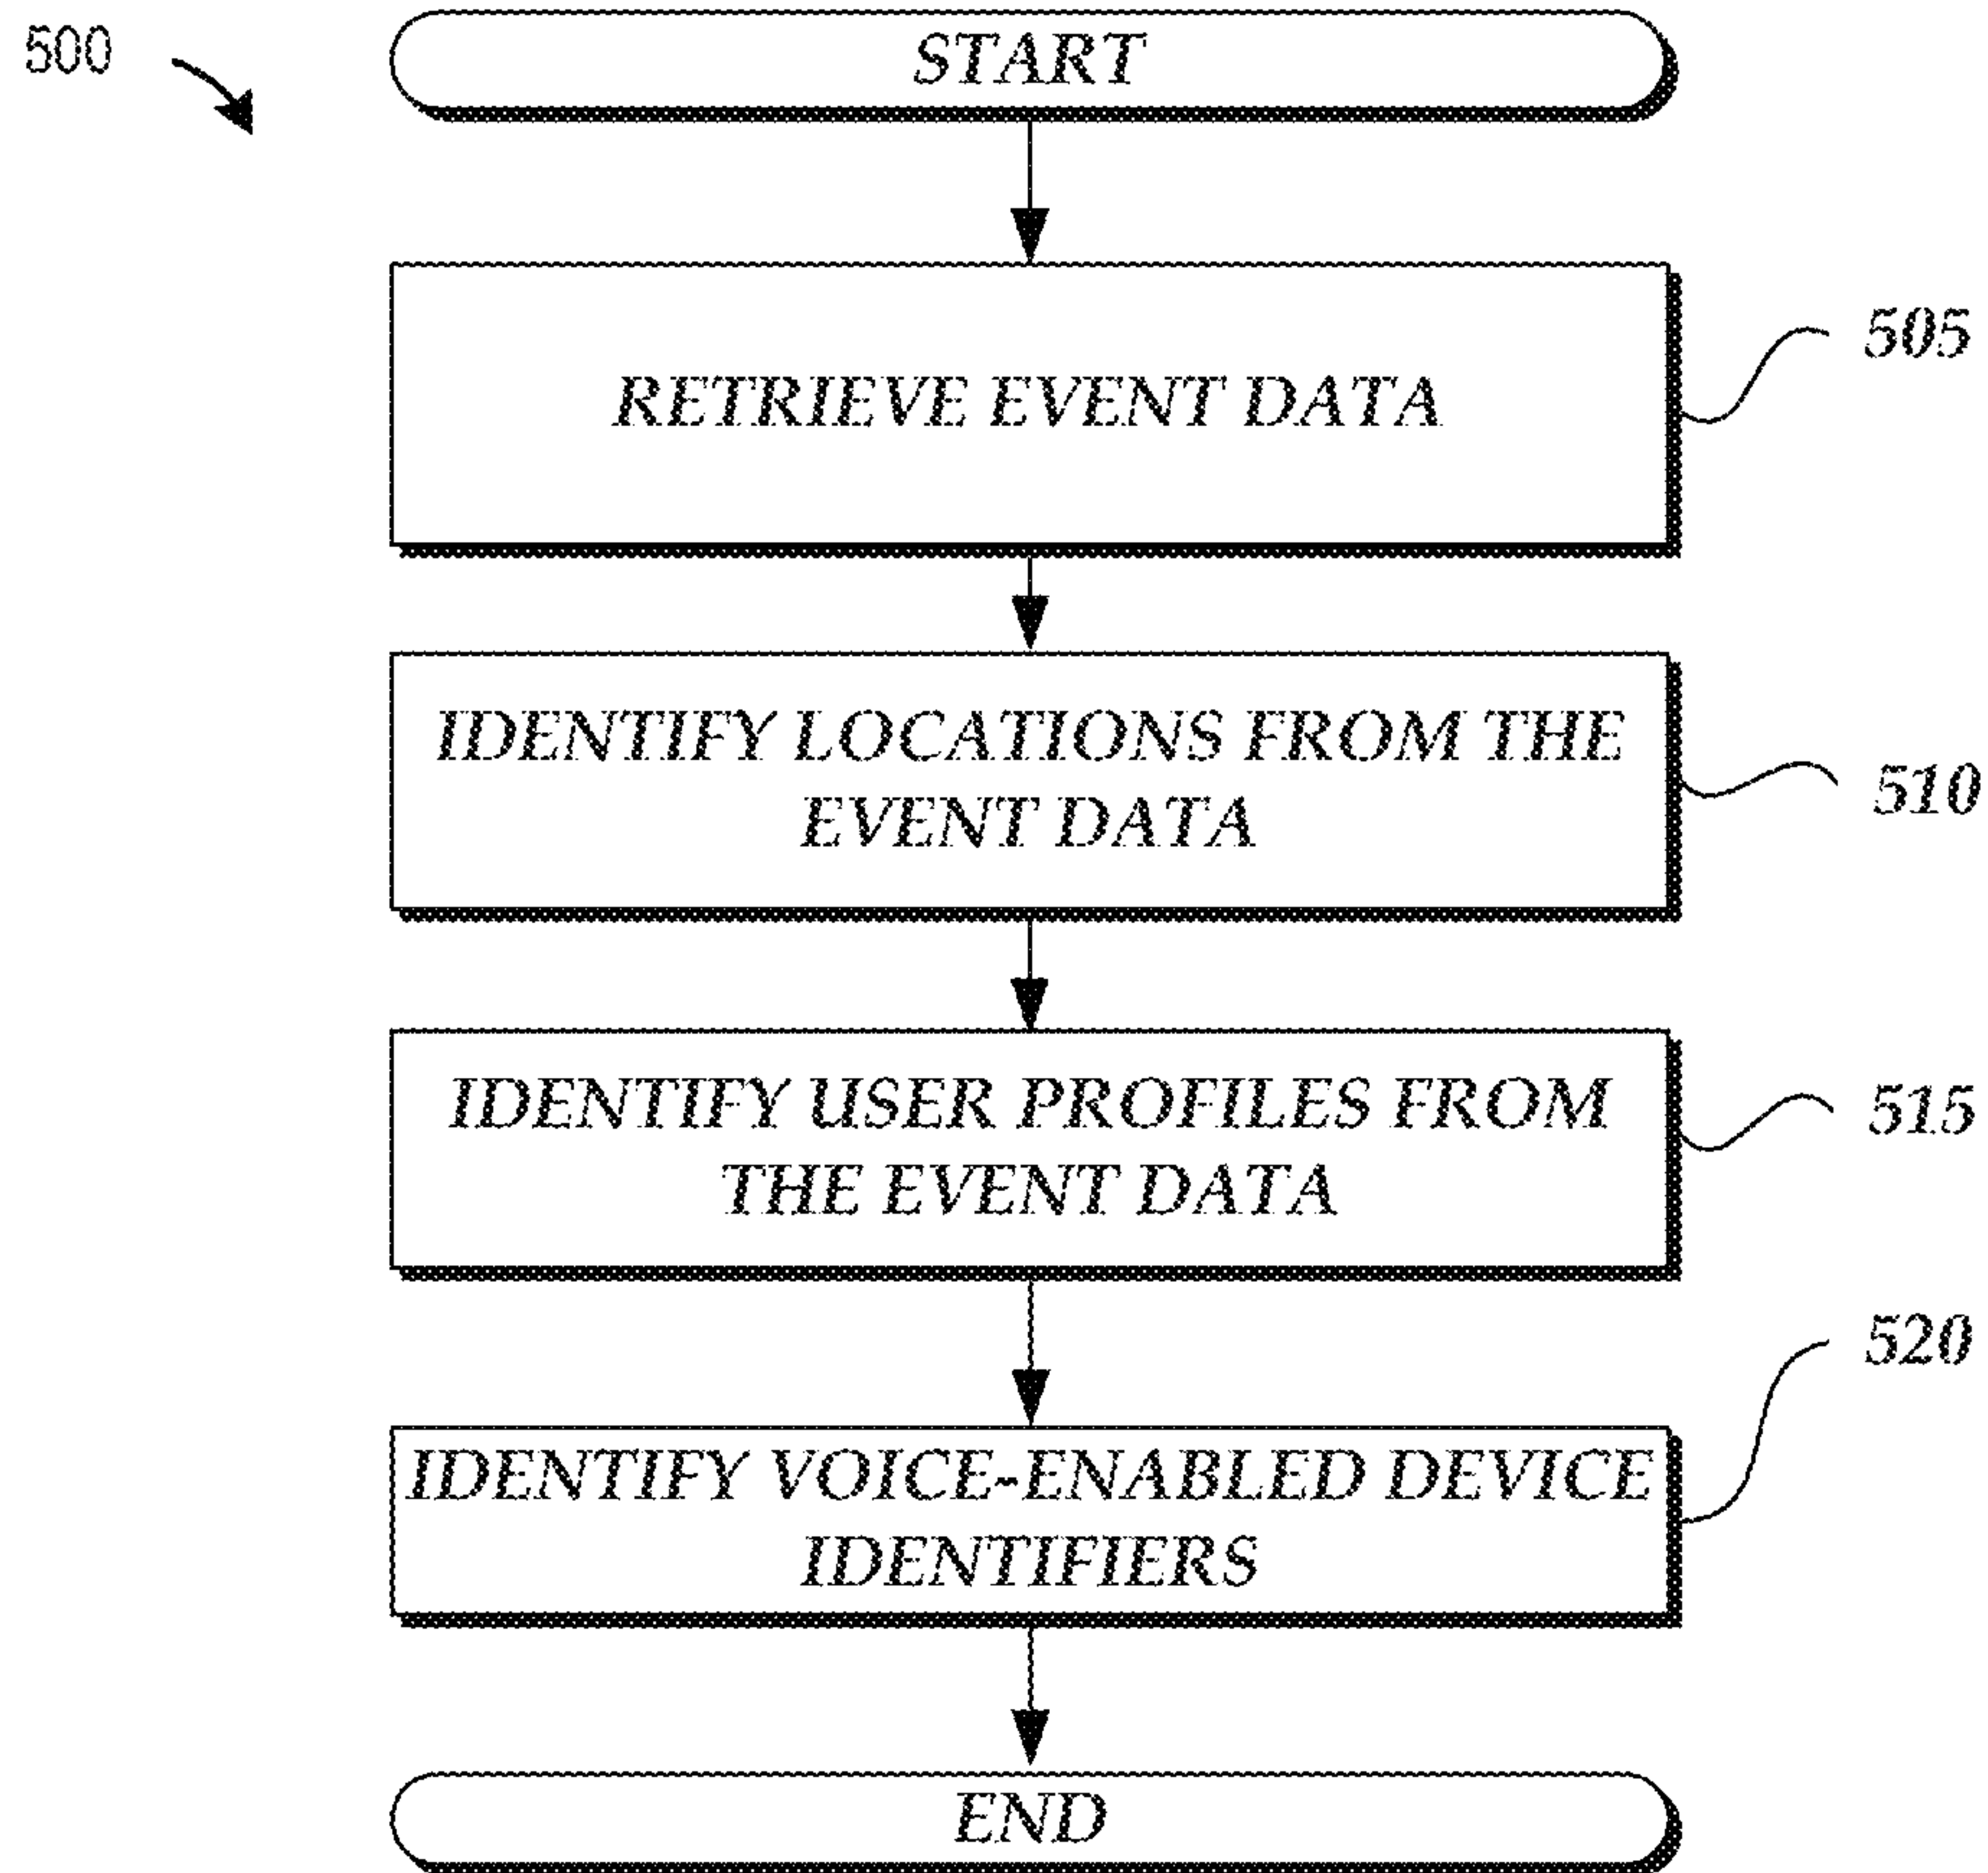 500
START
RETRIEVE EVENT DATA
505
IDENTIFY LOCATIONS FROM THE
EVENT DATA
510
IDENTIFY USER PROFILES FROM
THE EVENT DATA
515
IDENTIFY VOICE-ENABLED DEVICE
IDENTIFIERS
520
END